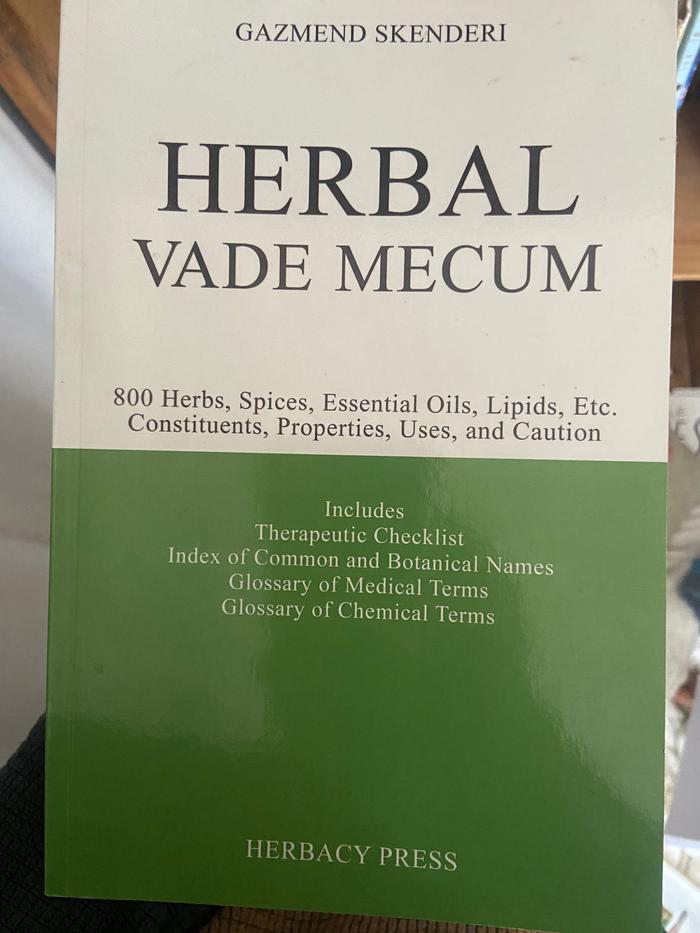 GAZMEND SKENDERI
HERBAL
VADE MECUM
800 Herbs, Spices, Essential Oils, Lipids, Etc.
Constituents, Properties, Uses, and Caution
Includes
Therapeutic Checklist
Index of Common and Botanical Names
Glossary of Medical Terms
Glossary of Chemical Terms
HERBACY PRESS